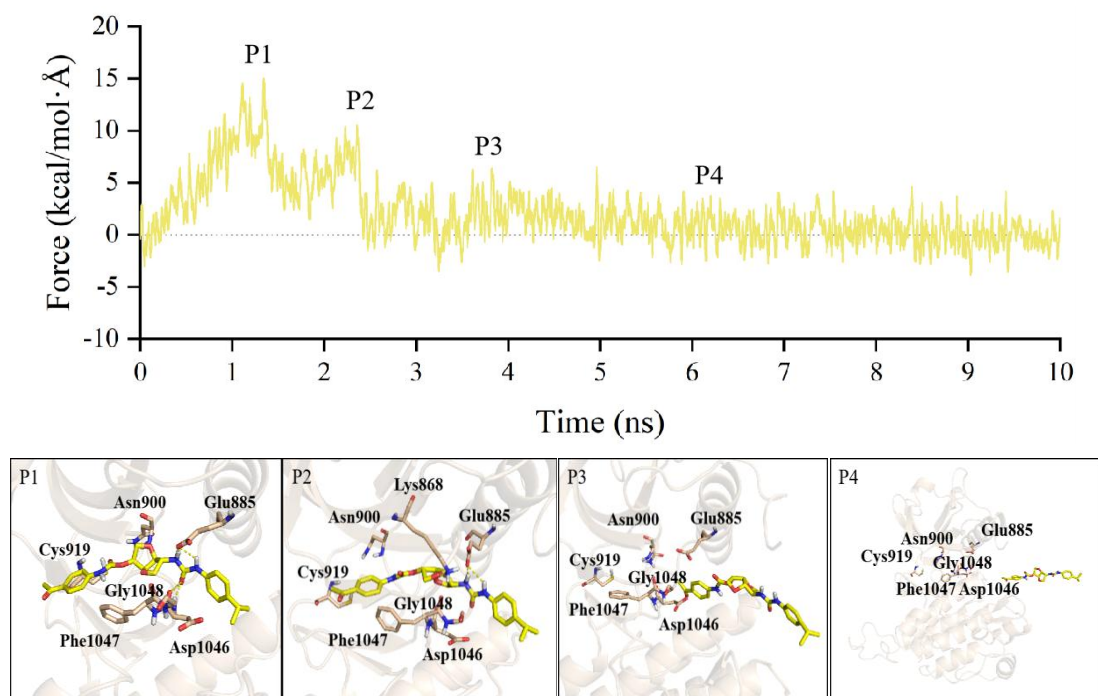 20
15
10
5
0
-5
-10
Force (kcal/mol·Å)
P1
P2
P3
P4
0 1 2 3 4 5 6 7 8 9 10
Time (ns)
P1
Asn900 Glu885
Cys919
Gly1048
Phe1047
Asp1046
P2
Lys868
Asn900 Glu885
Cys919
Gly1048
Phe1047
Asp1046
P3
Asn900
Glu885
Cys919
Gly1048
Phe1047
Asp1046
P4
Glu885
Asn900
Cys919
Gly1048
Phe1047 Asp1046